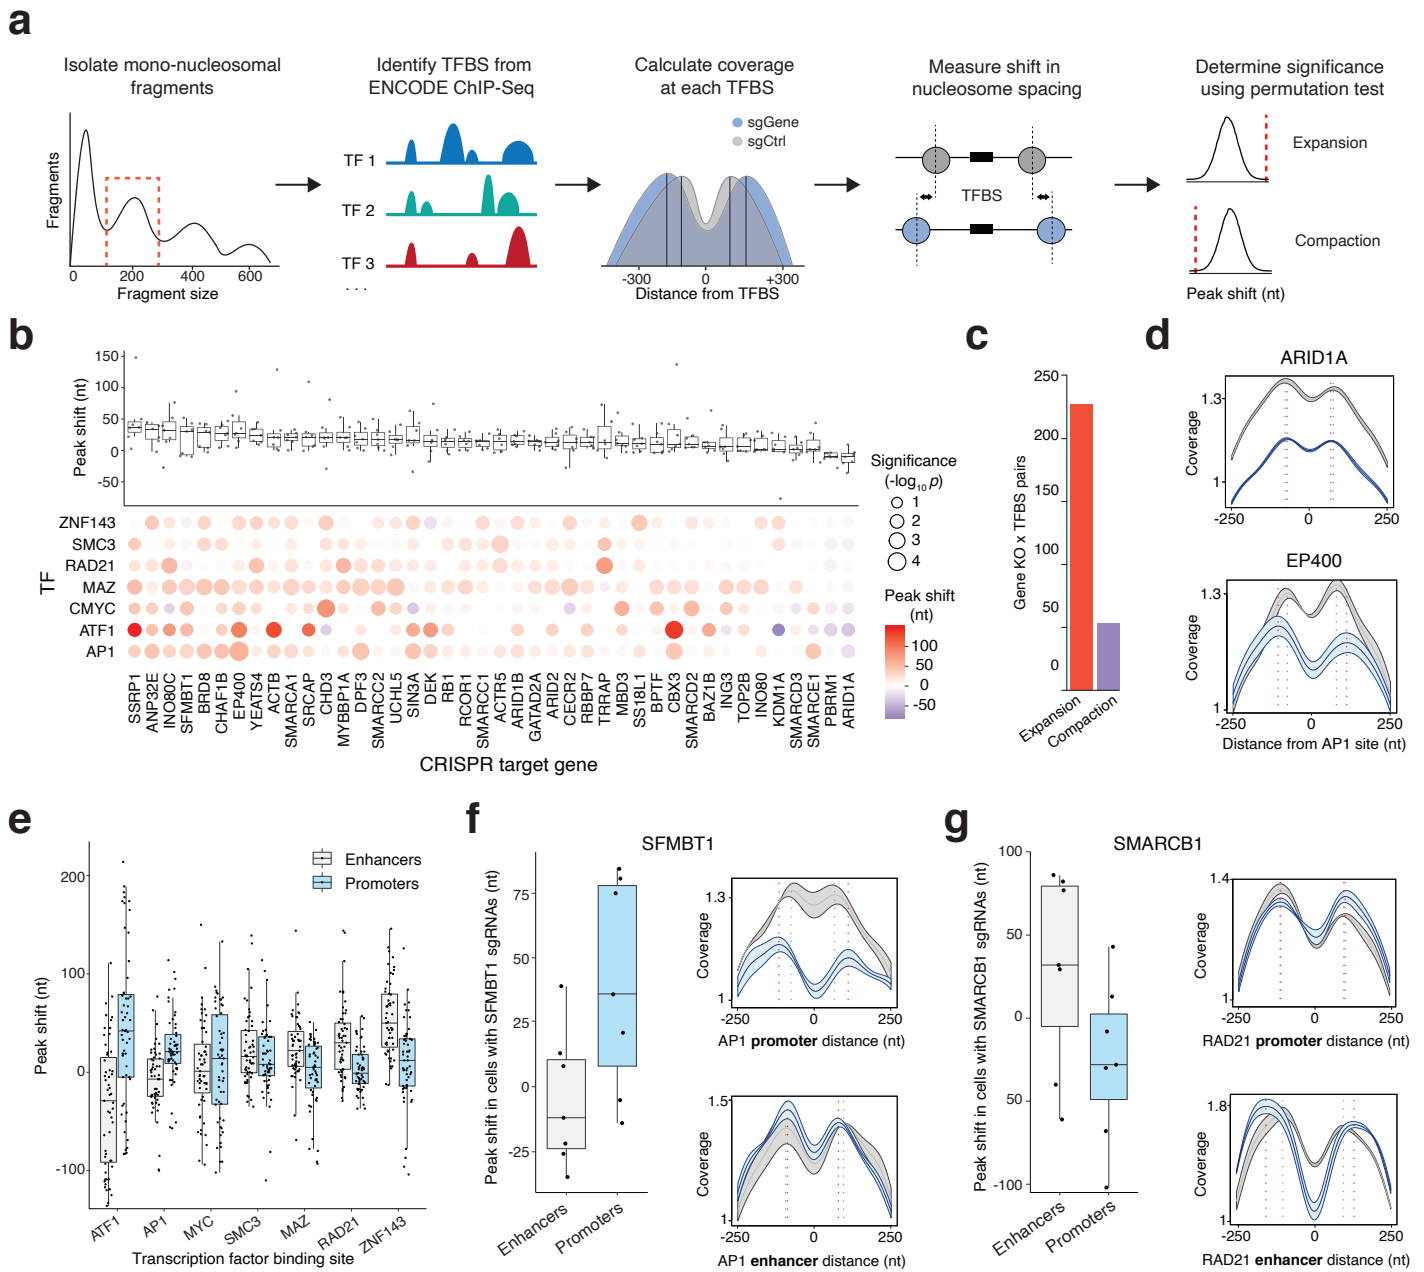 a
Isolate mono-nucleosomal
fragments
Fragments
0
200
400
600
Fragment size
Identify TFBS from
ENCODE ChIP-Seq
TF 1
TF 2
TF 3
. . .
Calculate coverage
at each TFBS
sgGene
sgCtrl
-300
0
+300
Distance from TFBS
Measure shift in
nucleosome spacing
TFBS
Determine significance
using permutation test
Expansion
Compaction
Peak shift (nt)
b
Peak shift (nt)
150
100
50
0
-50
TF
ZNF143
SMC3
RAD21
MAZ
CMYC
ATF1
AP1
SSRP1
ANP32E
INO80C
SFMBT1
BRD8
CHAF1B
EP400
YEATS4
ACTB
SMARCA1
SRCAP
CHD3
MYBBP1A
DPF3
SMARCC2
UCHL5
SIN3A
DEK
RB1
RCOR1
SMARCC1
ACTR5
ARID1B
GATAD2A
ARID2
CECR2
RBBP7
TRRAP
MBD3
SS18L1
BPTF
CBX3
SMARCD2
BAZ1B
ING3
TOP2B
INO80
KDM1A
SMARCD3
SMARCE1
PBRM1
ARID1A
CRISPR target gene
Significance
(-log10 p)
1
2
3
4
Peak shift
(nt)
100
50
0
-50
c
Gene KO x TFBS pairs
250
200
150
100
50
0
Expansion
Compaction
d
ARID1A
Coverage
1.3
1
-250
0
250
EP400
Coverage
1.3
1
-250
0
250
Distance from AP1 site (nt)
e
Peak shift (nt)
200
100
0
-100
Enhancers
Promoters
ATF1
AP1
MYC
SMC3
MAZ
RAD21
ZNF143
Transcription factor binding site
f
SFMBT1
Peak shift in cells with SFMBT1 sgRNAs (nt)
75
50
25
0
-25
Enhancers
Promoters
Coverage
1.3
1
-250
0
250
AP1 promoter distance (nt)
Coverage
1.5
1
-250
0
250
AP1 enhancer distance (nt)
g
SMARCB1
Peak shift in cells with SMARCB1 sgRNAs (nt)
100
50
0
50
-100
Enhancers
Promoters
Coverage
1.4
1
-250
0
250
RAD21 promoter distance (nt)
Coverage
1.8
1
-250
0
250
RAD21 enhancer distance (nt)